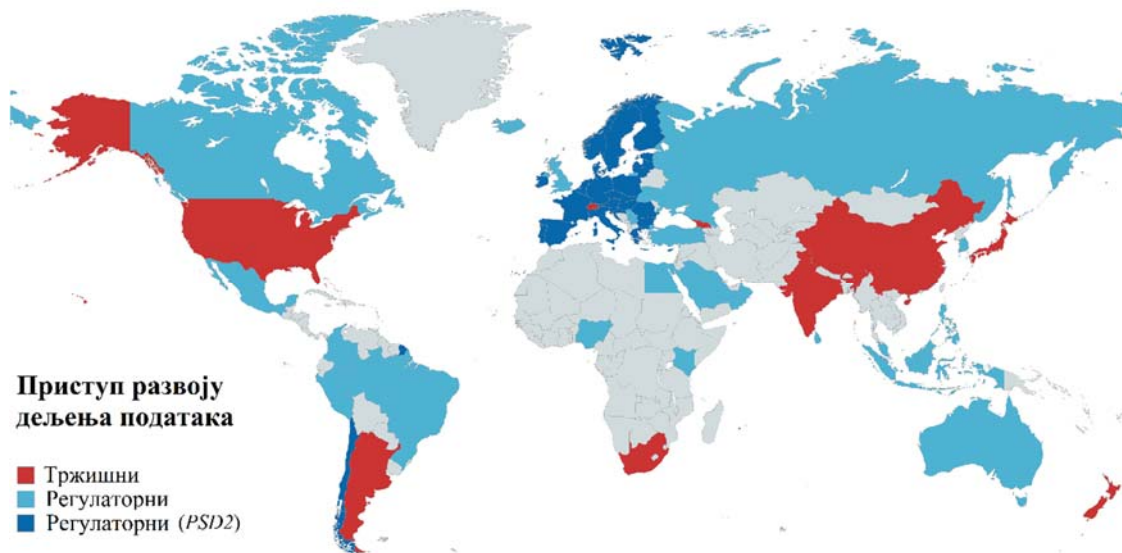 Приступ развоју
дељења података
Тржишни
Регулаторни
Регулаторни (PSD2)